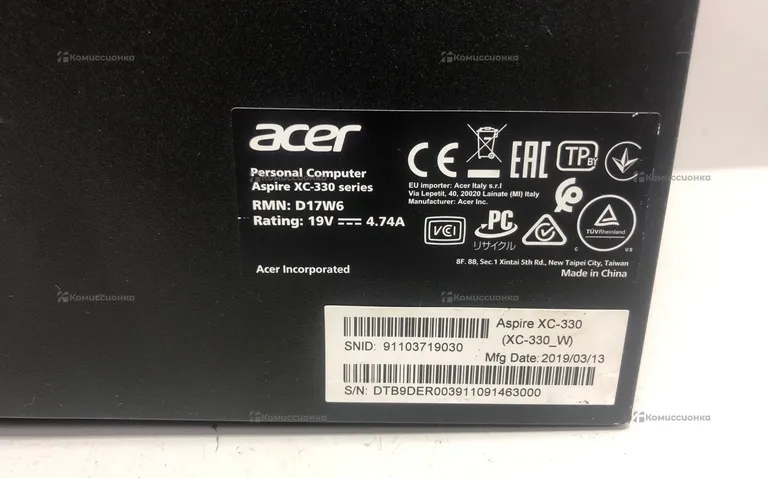 Комиссионка
Комиссионка
Комиссионка
acer
Personal Computer
Aspire XC-330 series
RMN: D17W6
Rating: 19V 4.74A
Acer Incorporated
CE
EAC
TP BY
EU importer: Acer Italy s.r.l
Via Lepetit, 40, 20020 Lainate (MI) Italy
Manufacturer: Acer Inc.
VCI
PC
リサイクル
TÜVRheinland
C US
8F. 88, Sec.1 Xintai 5th Rd., New Taipei City, Taiwan
Made in China
Комиссионка
Комиссионка
Комиссионка
Комиссионка
Комиссионка
SNID: 91103719030
Aspire XC-330
(XC-330_W)
Mfg Date: 2019/03/13
S/N: DTB9DER003911091463000
Комиссионка
Комиссионка
Комиссионка